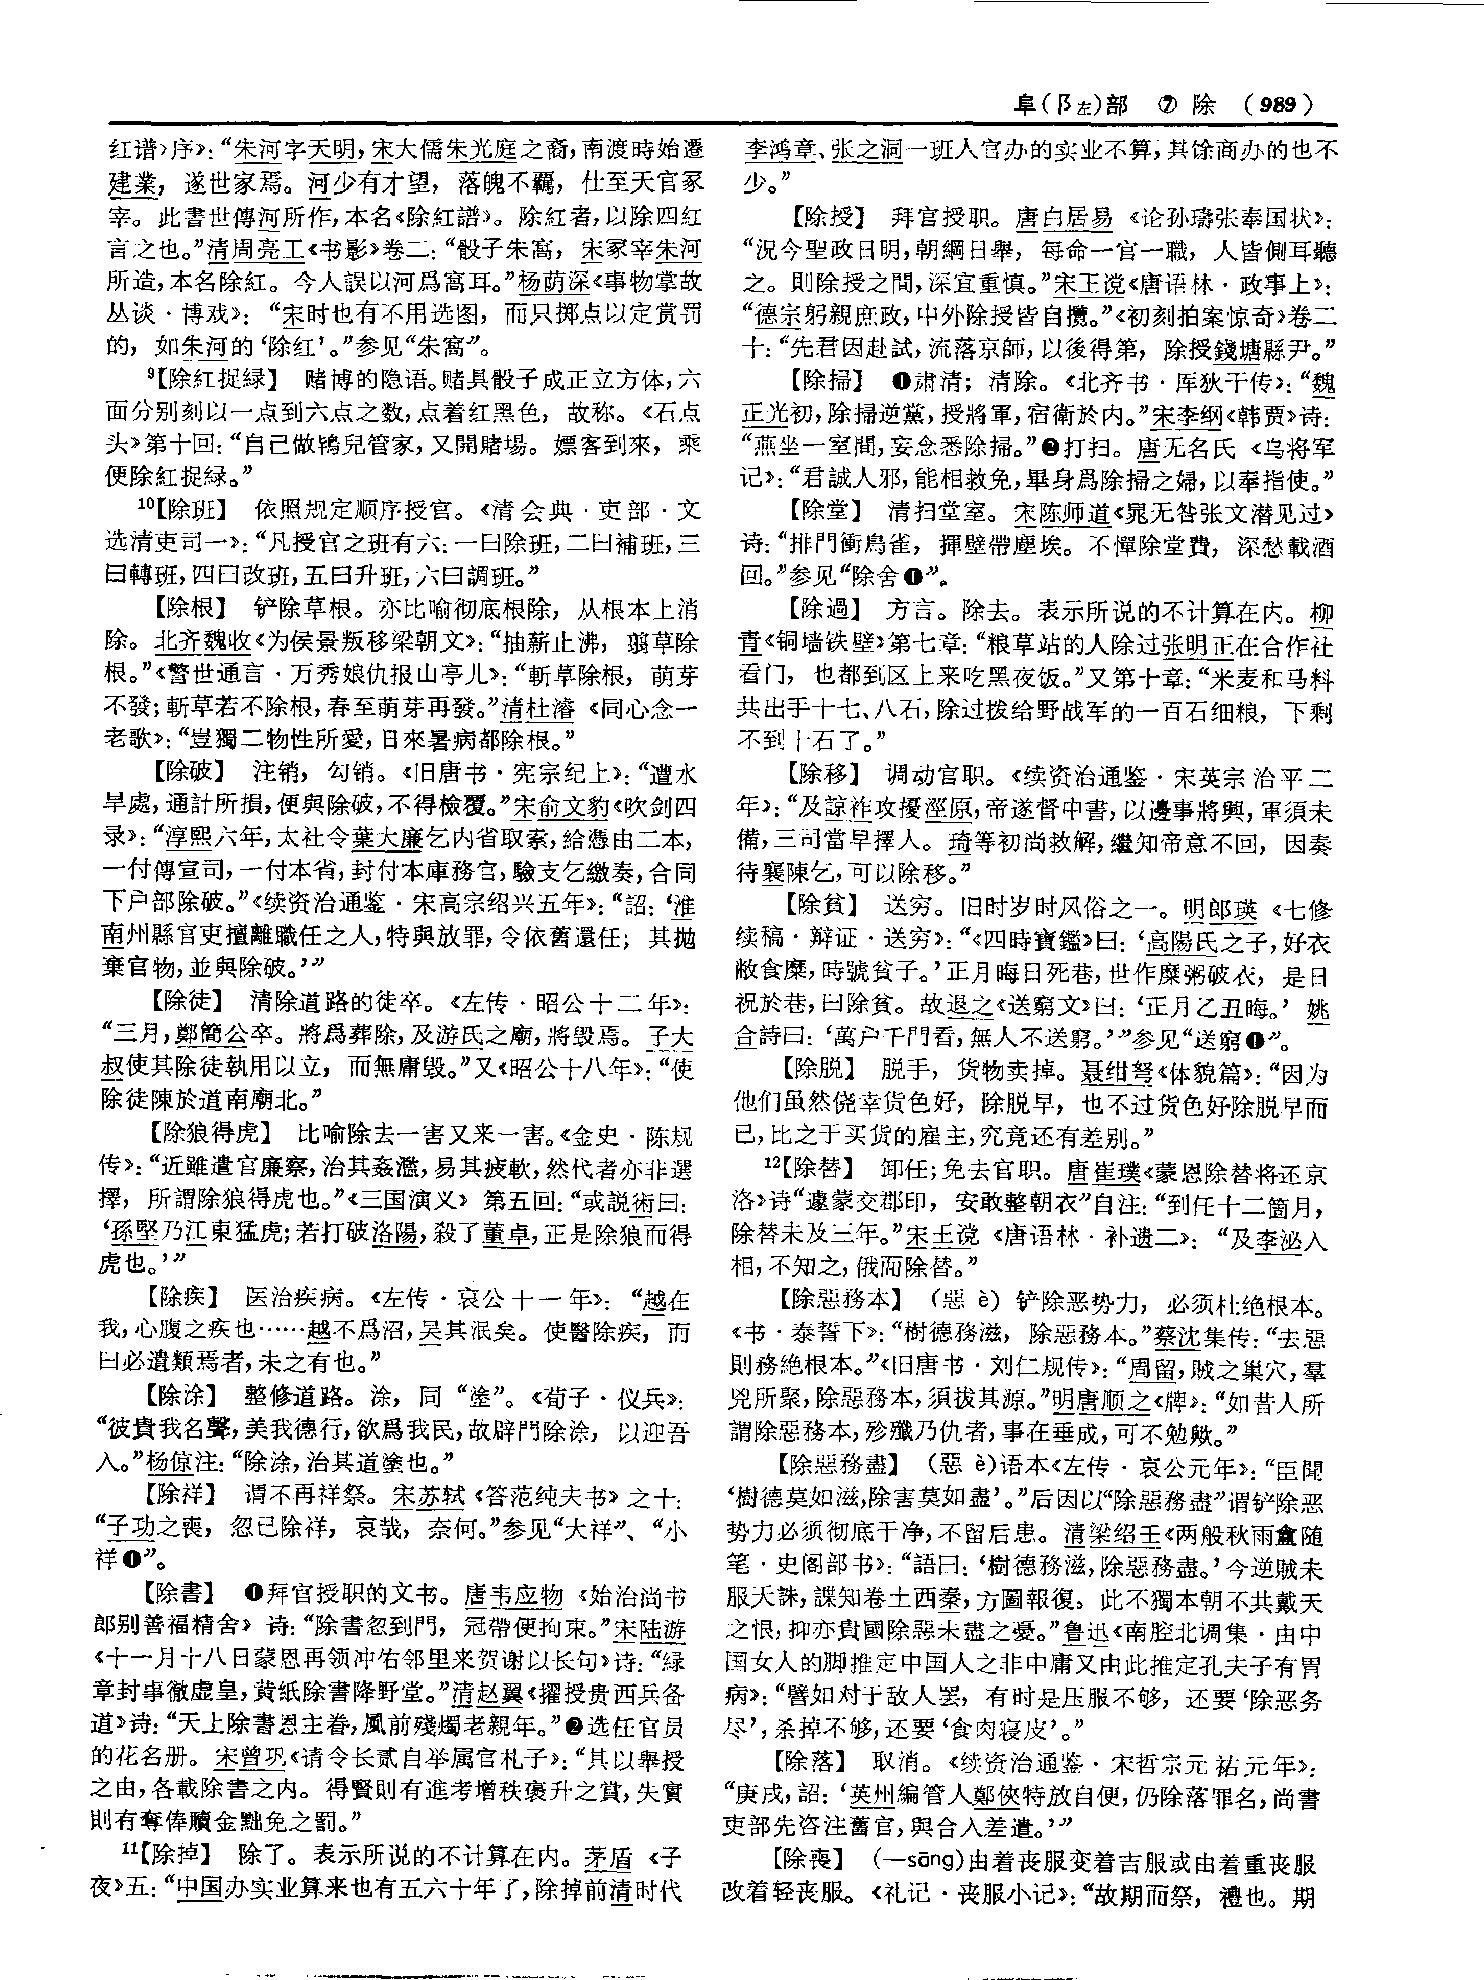 阜(阝左)部　⑦　除　(989)
红谱›序»:“朱河字天明,宋大儒朱光庭之裔,南渡時始遷
建業,遂世家焉。河少有才望,落魄不羈,仕至天官冢
宰。此書世傳河所作,本名«除紅譜»。除紅者,以除四紅
言之也。”清周亮工«书影»卷二:“骰子朱窩,宋冢宰朱河
所造,本名除紅。今人誤以河爲窩耳。”杨荫深«事物掌故
丛谈·博戏»:“宋时也有不用选图,而只掷点以定赏罚
的,如朱河的‘除红’。”参见“朱窩”。
⁹【除紅捉緑】　赌博的隐语。赌具骰子成正立方体,六
面分别刻以一点到六点之数,点着红黑色,故称。«石点
头»第十回:“自己做鸨兒管家,又開賭場。嫖客到來,乘
便除紅捉緑。”
¹⁰【除班】　依照规定顺序授官。«清会典·吏部·文
选清吏司一»:“凡授官之班有六:一曰除班,二曰補班,三
曰轉班,四曰改班,五曰升班,六曰調班。”
【除根】　铲除草根。亦比喻彻底根除,从根本上消
除。北齐魏收«为侯景叛移梁朝文»:“抽薪止沸,翦草除
根。”«警世通言·万秀娘仇报山亭儿»:“斬草除根,萌芽
不發;斬草若不除根,春至萌芽再發。”清杜濬«同心念一
老歌»:“豈獨二物性所愛,日來暑病都除根。”
【除破】　注销,勾销。«旧唐书·宪宗纪上»:“遭水
旱處,通計所損,便與除破,不得檢覆。”宋俞文豹«吹剑四
录»:“淳熙六年,太社令葉大廉乞内省取索,給憑由二本,
一付傳宣司,一付本省,封付本庫務官,驗支乞繳奏,合同
下户部除破。”«续资治通鉴·宋高宗绍兴五年»:“詔:‘淮
南州縣官吏擅離職任之人,特與放罪,令依舊還任;其拋
棄官物,並與除破。’”
【除徒】　清除道路的徒卒。«左传·昭公十二年»:
“三月,鄭簡公卒。將爲葬除,及游氏之廟,將毁焉。子大
叔使其除徒執用以立,而無庸毁。”又«昭公十八年»:“使
除徒陳於道南廟北。”
【除狼得虎】　比喻除去一害又来一害。«金史·陈规
传»:“近雖遣官廉察,治其姦濫,易其疲軟,然代者亦非選
擇,所謂除狼得虎也。”«三国演义»第五回:“或説術曰:
‘孫堅乃江東猛虎;若打破洛陽,殺了董卓,正是除狼而得
虎也。’”
【除疾】　医治疾病。«左传·哀公十一年»:“越在
我,心腹之疾也……越不爲沼,吴其泯矣。使醫除疾,而
曰必遺類焉者,未之有也。”
【除涂】　整修道路。涂,同“塗”。«荀子·仪兵»:
“彼貴我名聲,美我德行,欲爲我民,故辟門除涂,以迎吾
入。”杨倞注:“除涂,治其道塗也。”
【除祥】　谓不再祥祭。宋苏轼«答范纯夫书»之十:
“子功之喪,忽已除祥,哀哉,奈何。”参见“大祥”、“小
祥❶”。
【除書】　❶拜官授职的文书。唐韦应物«始治尚书
郎别善福精舍»诗:“除書忽到門,冠帶便拘束。”宋陆游
«十一月十八日蒙恩再领冲佑邻里来贺谢以长句»诗:“緑
章封事徹虚皇,黄紙除書降野堂。”清赵翼«擢授贵西兵备
道»诗:“天上除書恩主眷,風前殘燭老親年。”❷选任官员
的花名册。宋曾巩«请令长贰自举属官札子»:“其以舉授
之由,各載除書之内。得賢則有進考增秩褒升之賞,失實
則有奪俸贖金黜免之罰。”
¹¹【除掉】　除了。表示所说的不计算在内。茅盾«子
夜»五:“中国办实业算来也有五六十年了,除掉前清时代
李鸿章、张之洞一班人官办的实业不算,其馀商办的也不
少。”
【除授】　拜官授职。唐白居易«论孙璹张奉国状»:
“況今聖政日明,朝綱日舉,每命一官一職,人皆側耳聽
之。則除授之間,深宜重慎。”宋王谠«唐语林·政事上»:
“德宗躬親庶政,中外除授皆自攬。”«初刻拍案惊奇»卷二
十:“先君因赴試,流落京師,以後得第,除授錢塘縣尹。”
【除掃】　❶肃清;清除。«北齐书·厍狄干传»:“魏
正光初,除掃逆黨,授將軍,宿衛於内。”宋李纲«韩贾»诗:
“燕坐一室間,妄念悉除掃。”❷打扫。唐无名氏«乌将军
记»:“君誠人邪,能相救免,畢身爲除掃之婦,以奉指使。”
【除堂】　清扫堂室。宋陈师道«晁无咎张文潜见过»
诗:“排門衝鳥雀,揮壁帶塵埃。不憚除堂費,深愁載酒
回。”参见“除舍❶”。
【除過】　方言。除去。表示所说的不计算在内。柳
青«铜墙铁壁»第七章:“粮草站的人除过张明正在合作社
看门,也都到区上来吃黑夜饭。”又第十章:“米麦和马料
共出手十七、八石,除过拨给野战军的一百石细粮,下剩
不到十石了。”
【除移】　调动官职。«续资治通鉴·宋英宗治平二
年»:“及諒祚攻擾涇原,帝遂督中書,以邊事將興,軍須未
備,三司當早擇人。琦等初尚救解,繼知帝意不回,因奏
待襄陳乞,可以除移。”
【除貧】　送穷。旧时岁时风俗之一。明郎瑛«七修
续稿·辩证·送穷»:“«四時寶鑑»曰:‘高陽氏之子,好衣
敝食糜,時號貧子。’正月晦日死巷,世作糜粥破衣,是日
祝於巷,曰除貧。故退之«送窮文»曰:‘正月乙丑晦。’姚
合詩曰:‘萬户千門看,無人不送窮。’”参见“送窮❶”。
【除脱】　脱手,货物卖掉。聂绀弩«体貌篇»:“因为
他们虽然侥幸货色好,除脱早,也不过货色好除脱早而
已,比之于买货的雇主,究竟还有差别。”
¹²【除替】　卸任;免去官职。唐崔璞«蒙恩除替将还京
洛»诗“遽蒙交郡印,安敢整朝衣”自注:“到任十二箇月,
除替未及三年。”宋王谠«唐语林·补遗二»:“及李泌入
相,不知之,俄而除替。”
【除惡務本】　(惡 è)铲除恶势力,必须杜绝根本。
«书·泰誓下»:“樹德務滋,除惡務本。”蔡沈集传:“去惡
則務絶根本。”«旧唐书·刘仁规传»:“周留,賊之巢穴,羣
兇所聚,除惡務本,須拔其源。”明唐顺之«牌»:“如昔人所
謂除惡務本,殄殲乃仇者,事在垂成,可不勉歟。”
【除惡務盡】　(惡 è)语本«左传·哀公元年»:“臣聞
‘樹德莫如滋,除害莫如盡’。”后因以“除惡務盡”谓铲除恶
势力必须彻底干净,不留后患。清梁绍壬«两般秋雨盦随
笔·史阁部书»:“語曰:‘樹德務滋,除惡務盡。’今逆賊未
服天誅,諜知卷土西秦,方圖報復。此不獨本朝不共戴天
之恨,抑亦貴國除惡未盡之憂。”鲁迅«南腔北调集·由中
国女人的脚推定中国人之非中庸又由此推定孔夫子有胃
病»:“譬如对于敌人罢,有时是压服不够,还要‘除恶务
尽’,杀掉不够,还要‘食肉寝皮’。”
【除落】　取消。«续资治通鉴·宋哲宗元祐元年»:
“庚戌,詔:‘英州编管人鄭俠特放自便,仍除落罪名,尚書
吏部先咨注舊官,與合入差遣。’”
【除喪】　(—sāng)由着丧服变着吉服或由着重丧服
改着轻丧服。«礼记·丧服小记»:“故期而祭,禮也。期